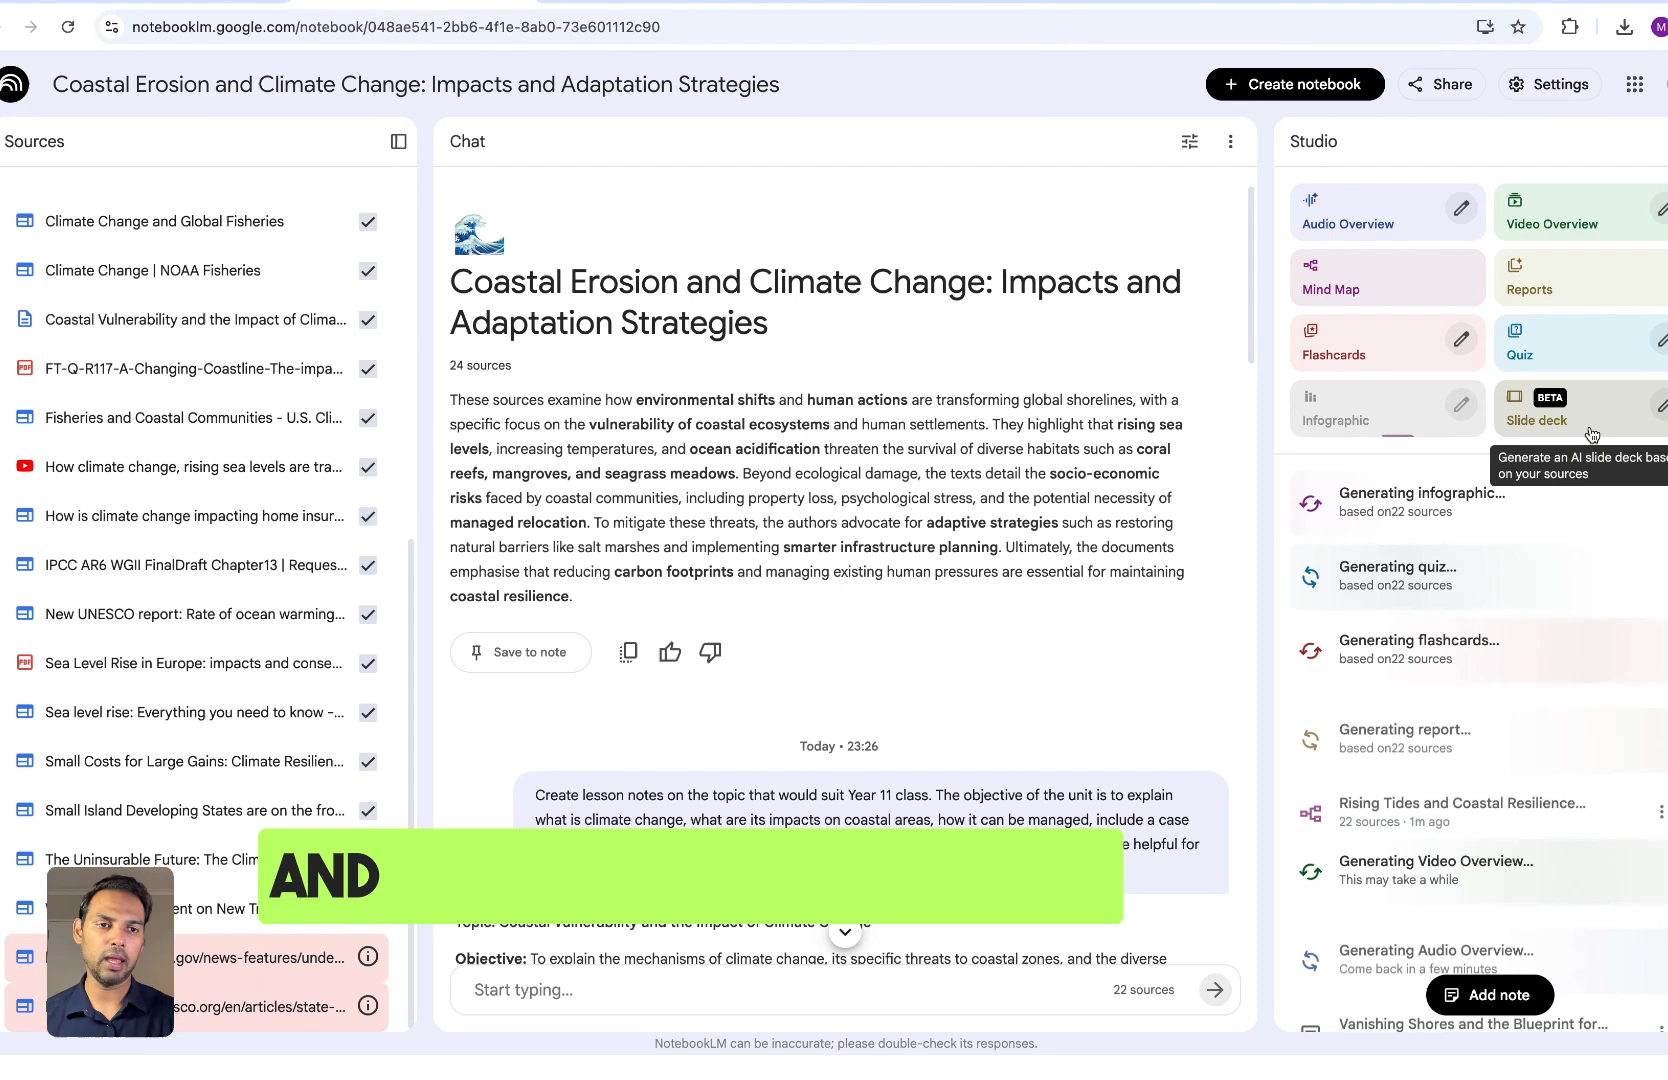 notebooklm.google.com/notebook/048ae541-2bb6-4f1e-8ab0-73e601112c90
M
Coastal Erosion and Climate Change: Impacts and Adaptation Strategies
Create notebook
Share
Settings
Sources
Climate Change and Global Fisheries
Climate Change | NOAA Fisheries
Coastal Vulnerability and the Impact of Clima...
PDF
FT-Q-R117-A-Changing-Coastline-The-impa...
Fisheries and Coastal Communities - U.S. Cli...
How climate change, rising sea levels are tra...
How is climate change impacting home insur...
IPCC AR6 WGII FinalDraft Chapter13 | Reques...
New UNESCO report: Rate of ocean warming...
PDF
Sea Level Rise in Europe: impacts and conse...
Sea level rise: Everything you need to know -...
Small Costs for Large Gains: Climate Resilien...
Small Island Developing States are on the fro...
The Uninsurable Future: The Clim
ent on New Tr
.gov/news-features/unde...
sco.org/en/articles/state-...
Chat
Coastal Erosion and Climate Change: Impacts and
Adaptation Strategies
24 sources
These sources examine how environmental shifts and human actions are transforming global shorelines, with a
specific focus on the vulnerability of coastal ecosystems and human settlements. They highlight that rising sea
levels, increasing temperatures, and ocean acidification threaten the survival of diverse habitats such as coral
reefs, mangroves, and seagrass meadows. Beyond ecological damage, the texts detail the socio-economic
risks faced by coastal communities, including property loss, psychological stress, and the potential necessity of
managed relocation. To mitigate these threats, the authors advocate for adaptive strategies such as restoring
natural barriers like salt marshes and implementing smarter infrastructure planning. Ultimately, the documents
emphasise that reducing carbon footprints and managing existing human pressures are essential for maintaining
coastal resilience.
Save to note
Today • 23:26
Create lesson notes on the topic that would suit Year 11 class. The objective of the unit is to explain
what is climate change, what are its impacts on coastal areas, how it can be managed, include a case
e helpful for
AND
Topic: Coastal Vulnerability and the Impact of Climate
Objective: To explain the mechanisms of climate change, its specific threats to coastal zones, and the diverse
Start typing...
22 sources
NotebookLM can be inaccurate; please double-check its responses.
Studio
Audio Overview
Video Overview
Mind Map
Reports
Flashcards
Quiz
Infographic
BETA
Slide deck
Generate an AI slide deck base
on your sources
Generating infographic...
based on22 sources
Generating quiz...
based on22 sources
Generating flashcards...
based on22 sources
Generating report...
based on22 sources
Rising Tides and Coastal Resilience...
22 sources · 1m ago
Generating Video Overview...
This may take a while
Generating Audio Overview...
Come back in a few minutes
Add note
Vanishing Shores and the Blueprint for...